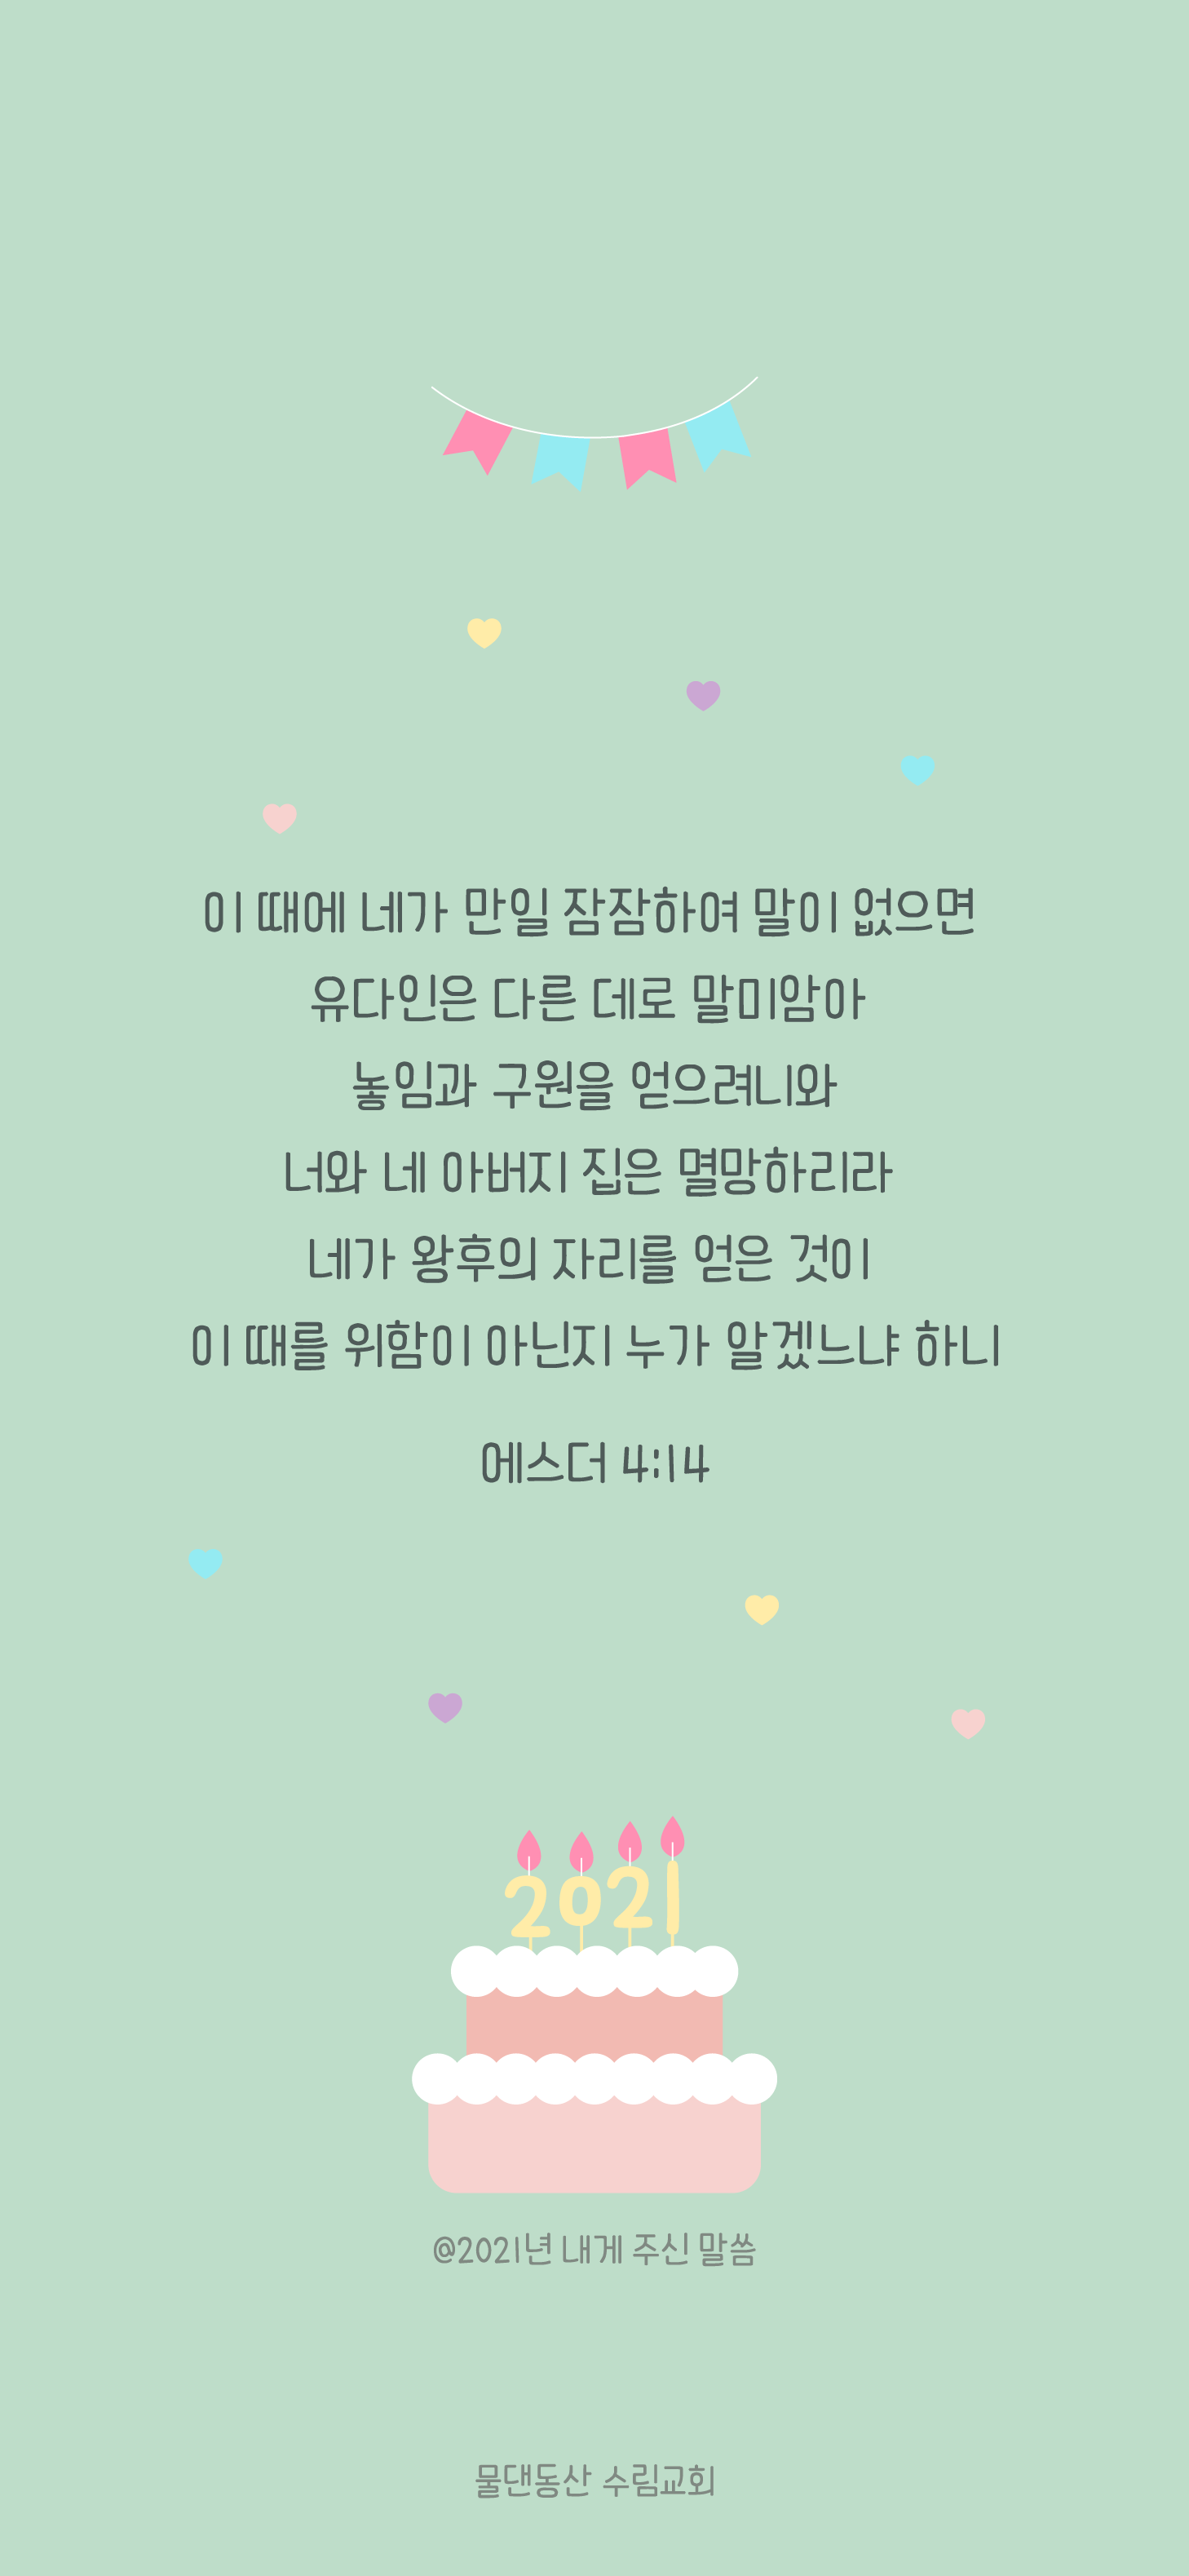 이 때에 네가 만일 잠잠하여 말이 없으면
유다인은 다른 데로 말미암아
놓임과 구원을 얻으려니와
너와 네 아버지 집은 멸망하리라
네가 왕후의 자리를 얻은 것이
이 때를 위함이 아닌지 누가 알겠느냐 하니
에스더 4:14
2021
@2021년 내게 주신 말씀
물댄동산 수림교회